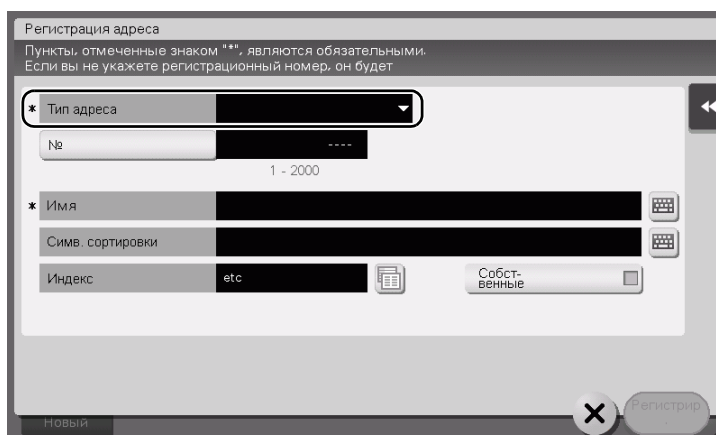 Регистрация адреса
Пункты, отмеченные знаком "*", являются обязательными.
Если вы не укажете регистрационный номер, он будет
* Тип адреса
№ ----
1 - 2000
* Имя
Симв. сортировки
Индекс etc Собст-
венные
Регистрир
.
Новый